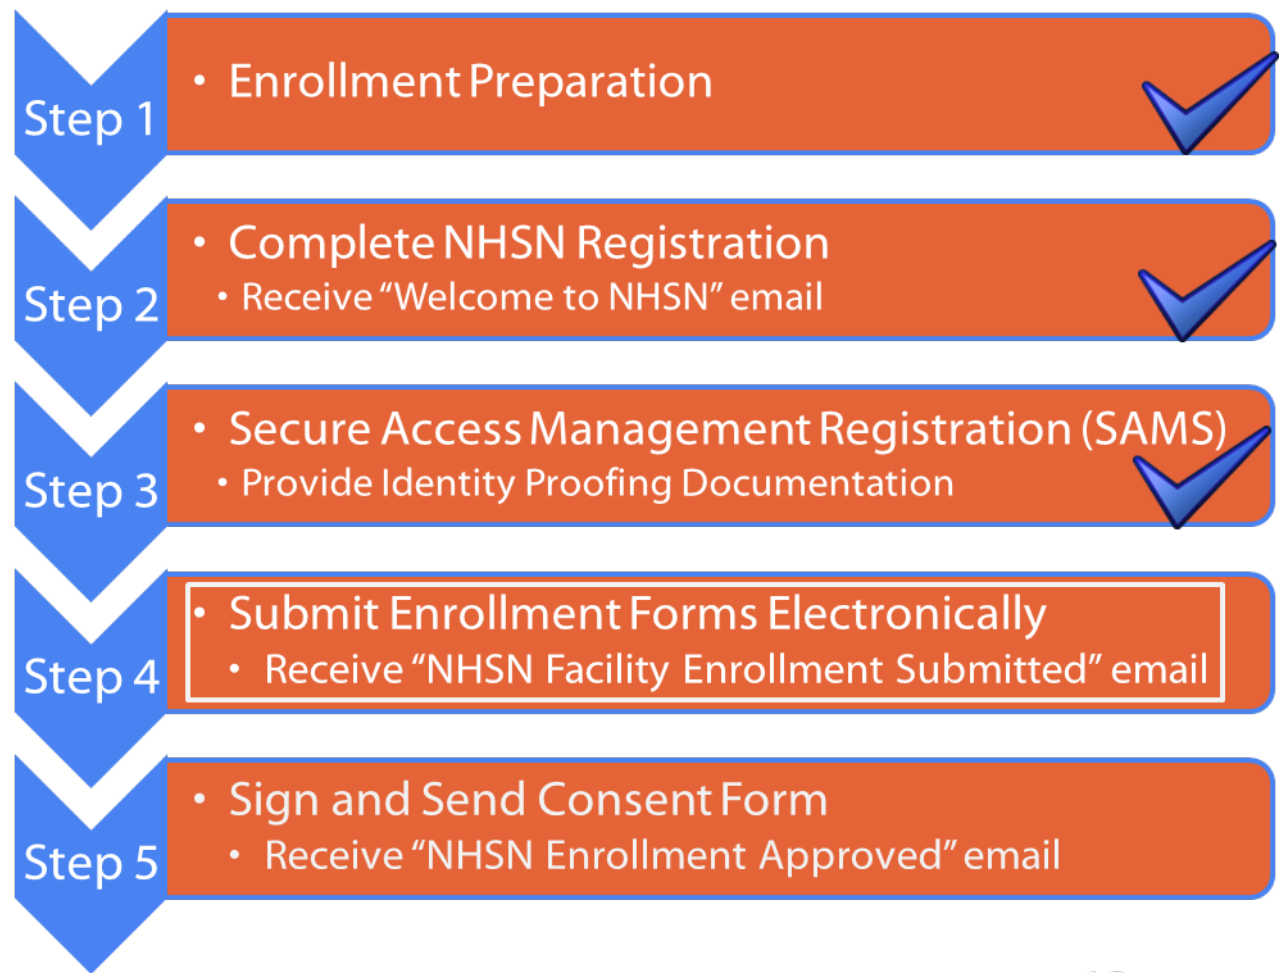 Step 1
• Enrollment Preparation
Step 2
• Complete NHSN Registration
• Receive “Welcome to NHSN” email
Step 3
• Secure Access Management Registration (SAMS)
• Provide Identity Proofing Documentation
Step 4
• Submit Enrollment Forms Electronically
• Receive “NHSN Facility Enrollment Submitted” email
Step 5
• Sign and Send Consent Form
• Receive “NHSN Enrollment Approved” email